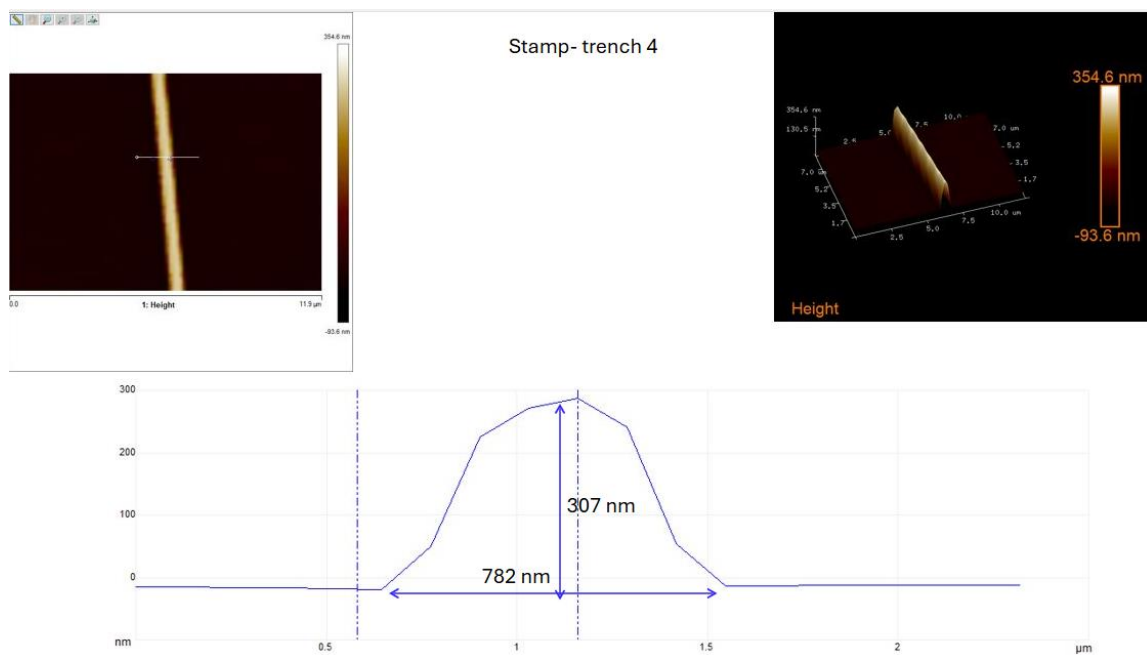 Stamp- trench 4
354.6 nm
-93.6 nm
0.0
1: Height
11.9 µm
354.6 nm
130.5 nm
2.5
5.0
7.5
10.0
7.0 um
5.2
3.5
1.7
7.0 um
5.2
3.5
1.7
2.5
5.0
7.5
10.0 um
354.6 nm
-93.6 nm
Height
300
200
100
0
nm
307 nm
782 nm
0.5
1
1.5
2
µm